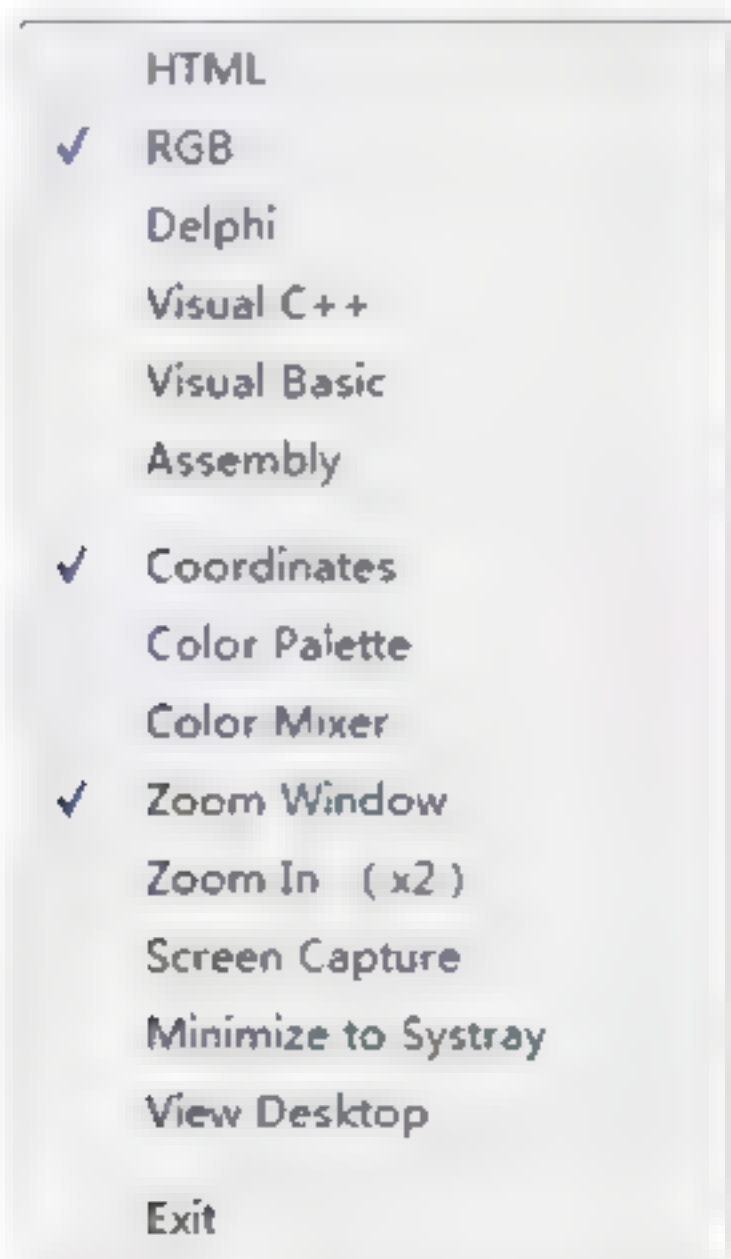 HTML
✓ RGB
Delphi
Visual C++
Visual Basic
Assembly
✓ Coordinates
Color Palette
Color Mixer
✓ Zoom Window
Zoom In ( x2 )
Screen Capture
Minimize to Systray
View Desktop
Exit